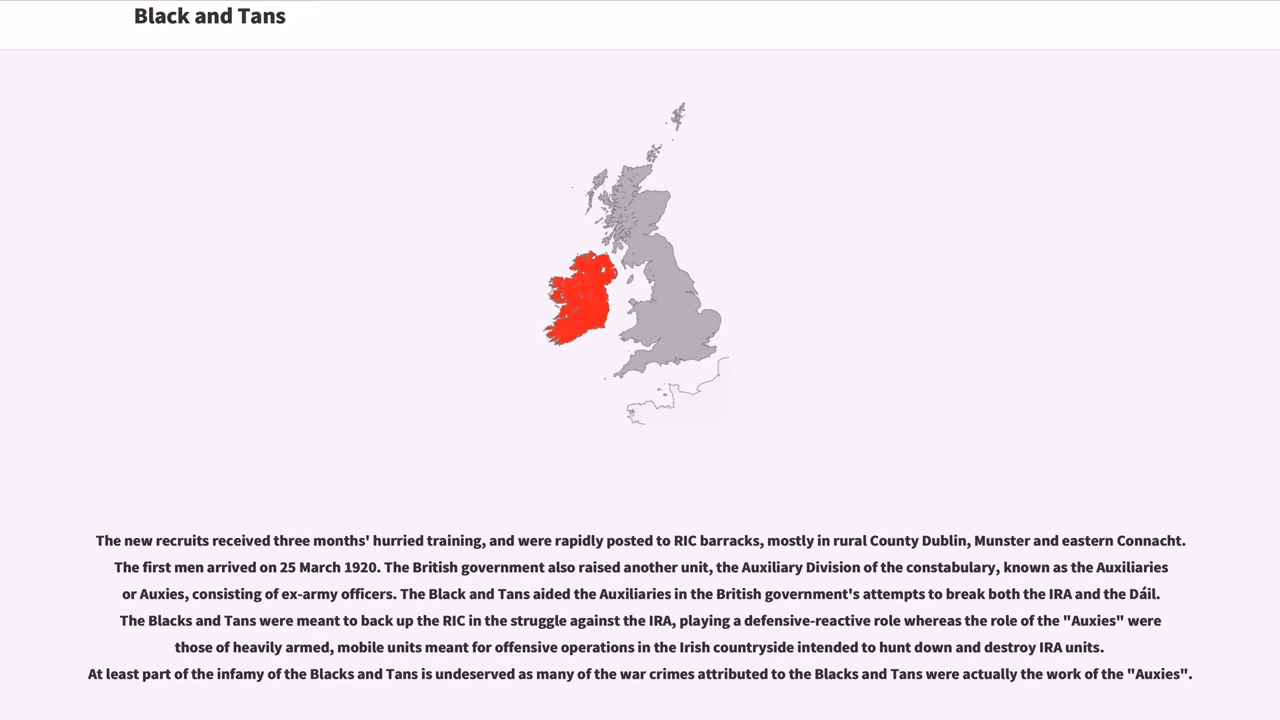 Black and Tans
The new recruits received three months' hurried training, and were rapidly posted to RIC barracks, mostly in rural County Dublin, Munster and eastern Connacht.
The first men arrived on 25 March 1920. The British government also raised another unit, the Auxiliary Division of the constabulary, known as the Auxiliaries
or Auxies, consisting of ex-army officers. The Black and Tans aided the Auxiliaries in the British government's attempts to break both the IRA and the Dáil.
The Blacks and Tans were meant to back up the RIC in the struggle against the IRA, playing a defensive-reactive role whereas the role of the "Auxies" were
those of heavily armed, mobile units meant for offensive operations in the Irish countryside intended to hunt down and destroy IRA units.
At least part of the infamy of the Blacks and Tans is undeserved as many of the war crimes attributed to the Blacks and Tans were actually the work of the "Auxies".